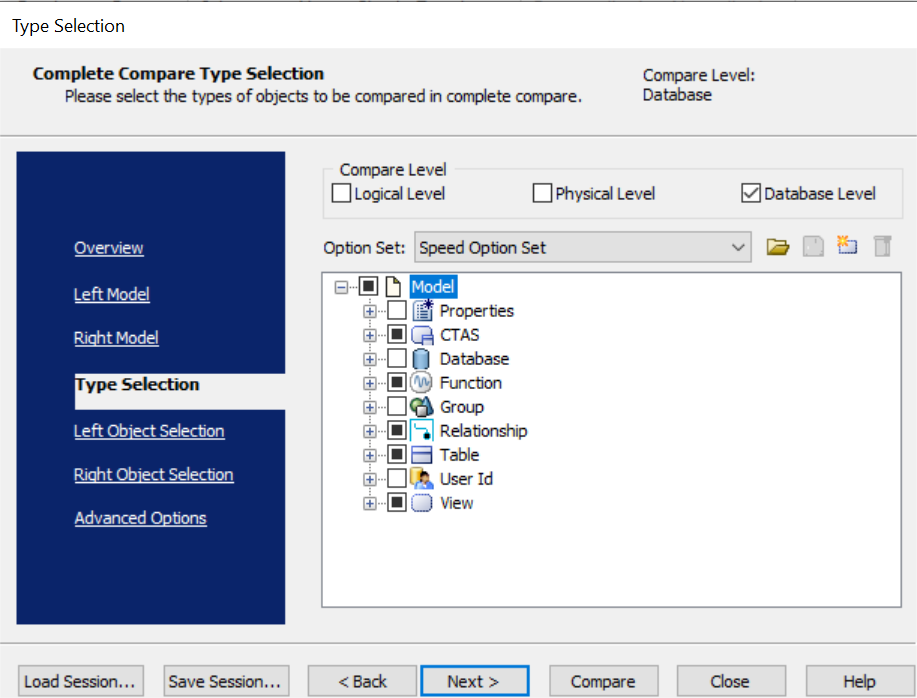 Type Selection
Complete Compare Type Selection
Please select the types of objects to be compared in complete compare.
Compare Level:
Database
Overview
Left Model
Right Model
Type Selection
Left Object Selection
Right Object Selection
Advanced Options
Compare Level
Logical Level
Physical Level
Database Level
Option Set:
Speed Option Set
Model
Properties
CTAS
Database
Function
Group
Relationship
Table
User Id
View
Load Session...
Save Session...
< Back
Next >
Compare
Close
Help